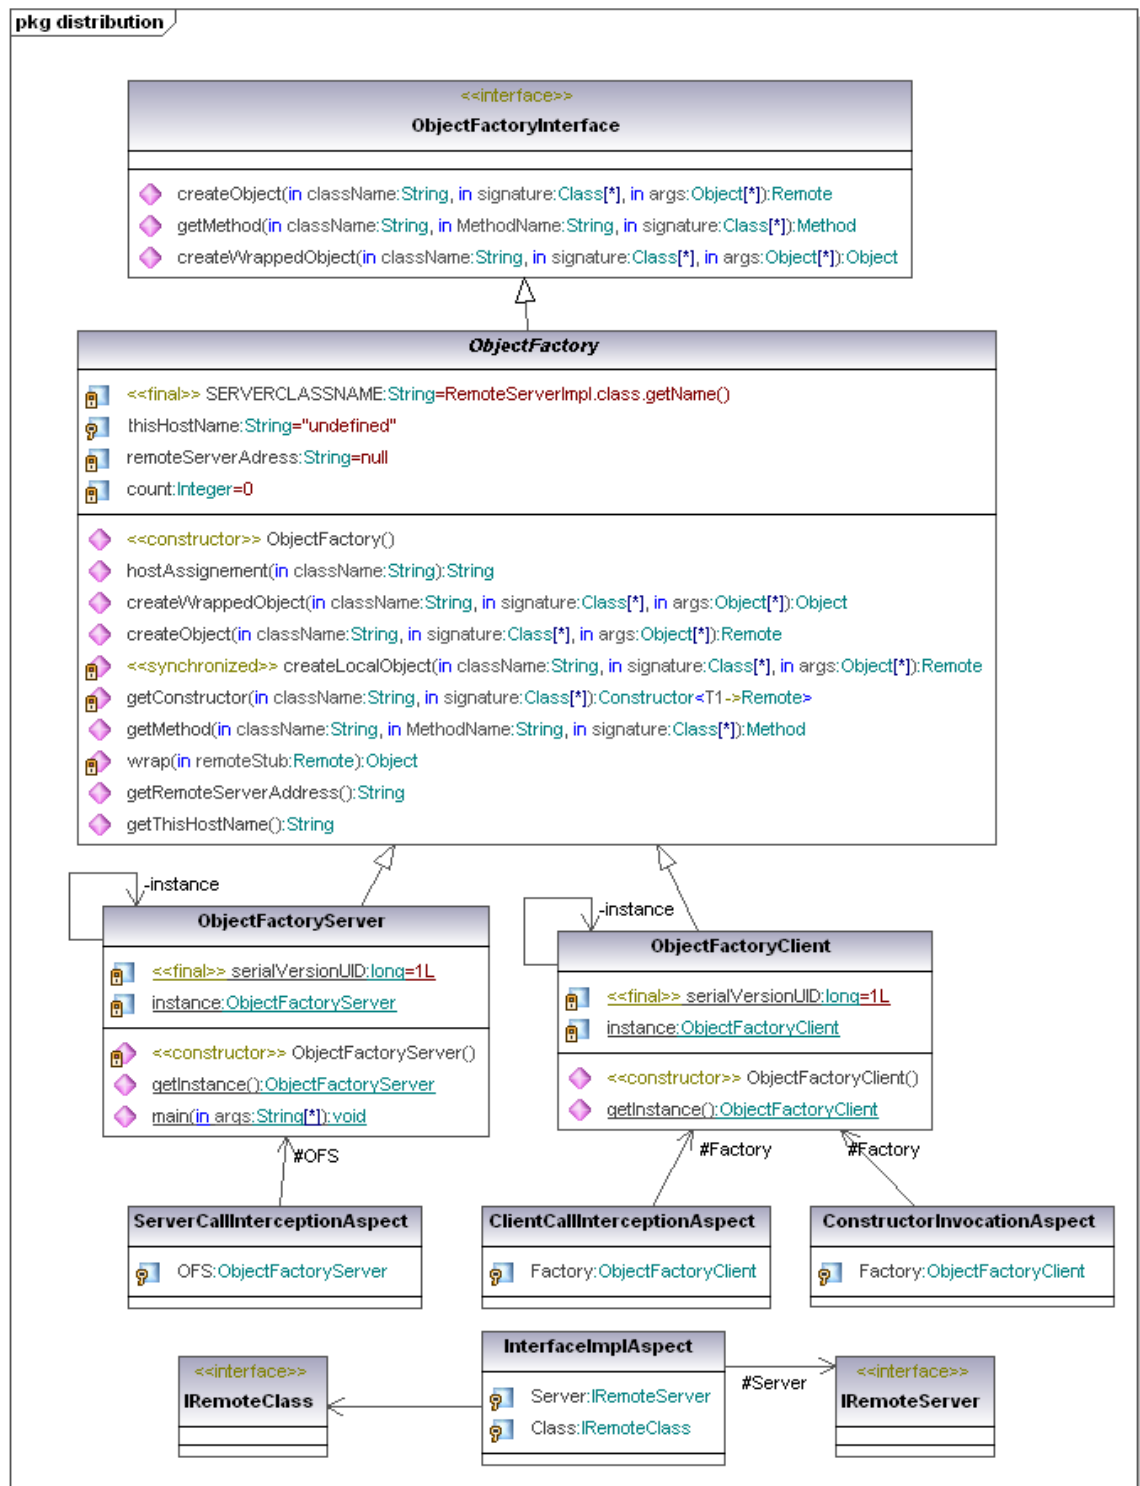 pkg distribution
<<interface>>
ObjectFactoryInterface
createObject(in className:String, in signature:Class[*], in args:Object[*]):Remote
getMethod(in className:String, in MethodName:String, in signature:Class[*]):Method
createWrappedObject(in className:String, in signature:Class[*], in args:Object[*]):Object
ObjectFactory
<<final>> SERVERCLASSNAME:String=RemoteServerImpl.class.getName()
thisHostName:String="undefined"
remoteServerAdress:String=null
count:Integer=0
<<constructor>> ObjectFactory()
hostAssignement(in className:String):String
createWrappedObject(in className:String, in signature:Class[*], in args:Object[*]):Object
createObject(in className:String, in signature:Class[*], in args:Object[*]):Remote
<<synchronized>> createLocalObject(in className:String, in signature:Class[*], in args:Object[*]):Remote
getConstructor(in className:String, in signature:Class[*]):Constructor<T1->Remote>
getMethod(in className:String, in MethodName:String, in signature:Class[*]):Method
wrap(in remoteStub:Remote):Object
getRemoteServerAddress():String
getThisHostName():String
-instance
ObjectFactoryServer
<<final>> serialVersionUID:long=1L
instance:ObjectFactoryServer
<<constructor>> ObjectFactoryServer()
getInstance():ObjectFactoryServer
main(in args:String[*]):void
-instance
ObjectFactoryClient
<<final>> serialVersionUID:long=1L
instance:ObjectFactoryClient
<<constructor>> ObjectFactoryClient()
getInstance():ObjectFactoryClient
#OFS
#Factory
#Factory
ServerCallInterceptionAspect
OFS:ObjectFactoryServer
ClientCallInterceptionAspect
Factory:ObjectFactoryClient
ConstructorInvocationAspect
Factory:ObjectFactoryClient
<<interface>>
IRemoteClass
InterfaceImplAspect
Server:IRemoteServer
Class:IRemoteClass
#Server
<<interface>>
IRemoteServer